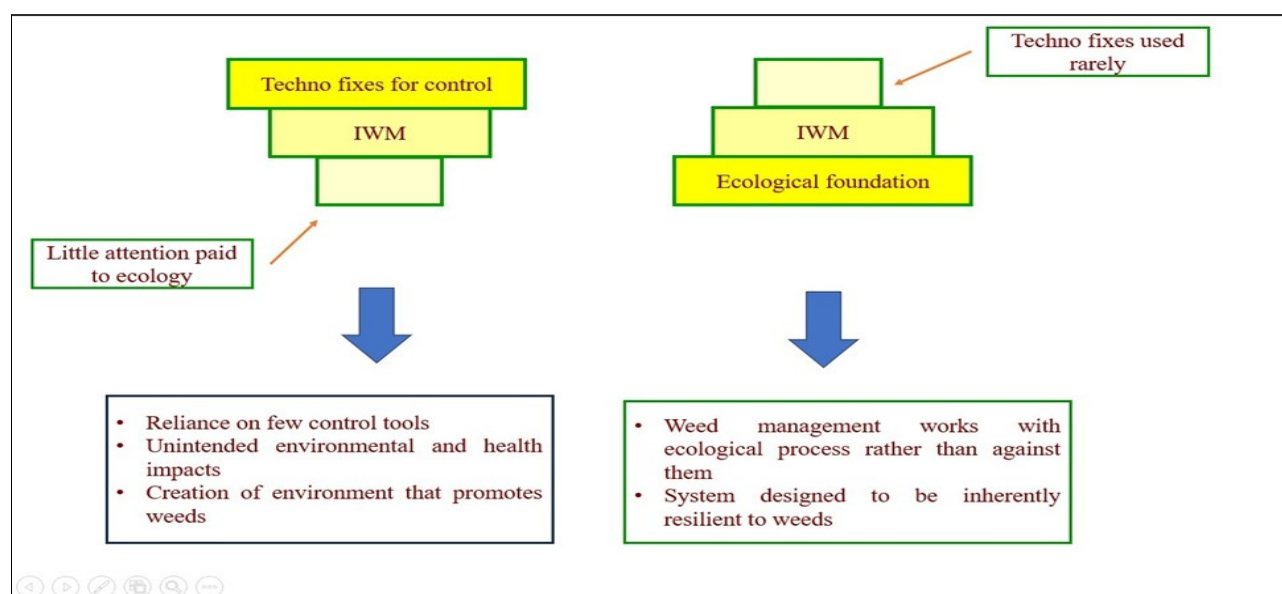 Techno fixes for control
IWM
Little attention paid
to ecology
• Reliance on few control tools
• Unintended environmental and health
impacts
• Creation of environment that promotes
weeds
Techno fixes used
rarely
IWM
Ecological foundation
• Weed management works with
ecological process rather than against
them
• System designed to be inherently
resilient to weeds